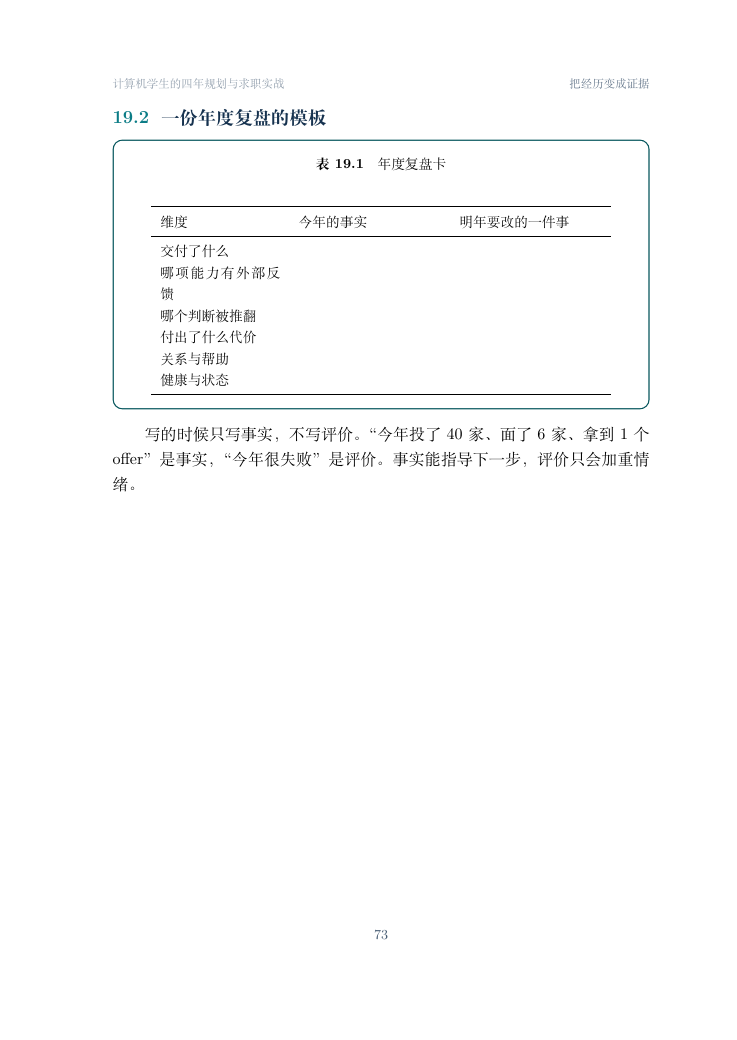 计算机学生的四年规划与求职实战 把经历变成证据
19.2 一份年度复盘的模板
表 19.1 年度复盘卡
维度 今年的事实 明年要改的一件事
交付了什么
哪项能力有外部反
馈
哪个判断被推翻
付出了什么代价
关系与帮助
健康与状态
写的时候只写事实，不写评价。“今年投了 40 家、面了 6 家、拿到 1 个
offer”是事实，“今年很失败”是评价。事实能指导下一步，评价只会加重情
绪。
73